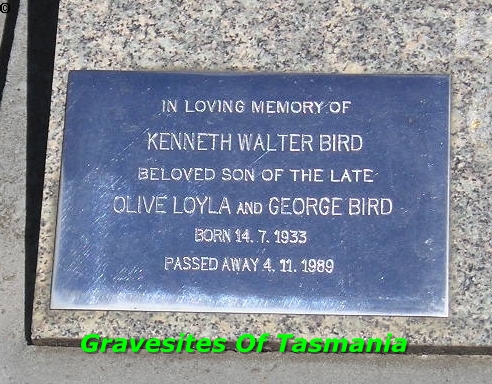 ©
IN LOVING MEMORY OF
KENNETH WALTER BIRD
BELOVED SON OF THE LATE
OLIVE LOYLA AND GEORGE BIRD
BORN 14. 7. 1933
PASSED AWAY 4. 11. 1989
Gravesites Of Tasmania